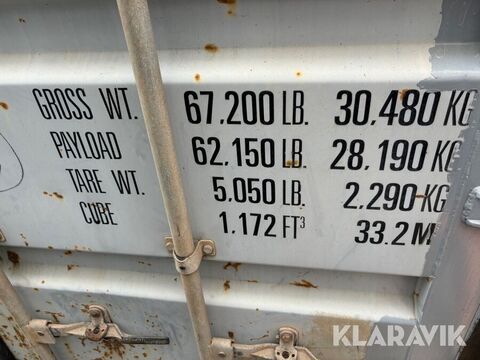 GROSS WT. 67.200 LB. 30.480 KG
PAYLOAD 62.150 LB. 28.190 KG
TARE WT. 5.050 LB. 2.290 KG
CUBE 1.172 FT³ 33.2 M
KLARAVIK